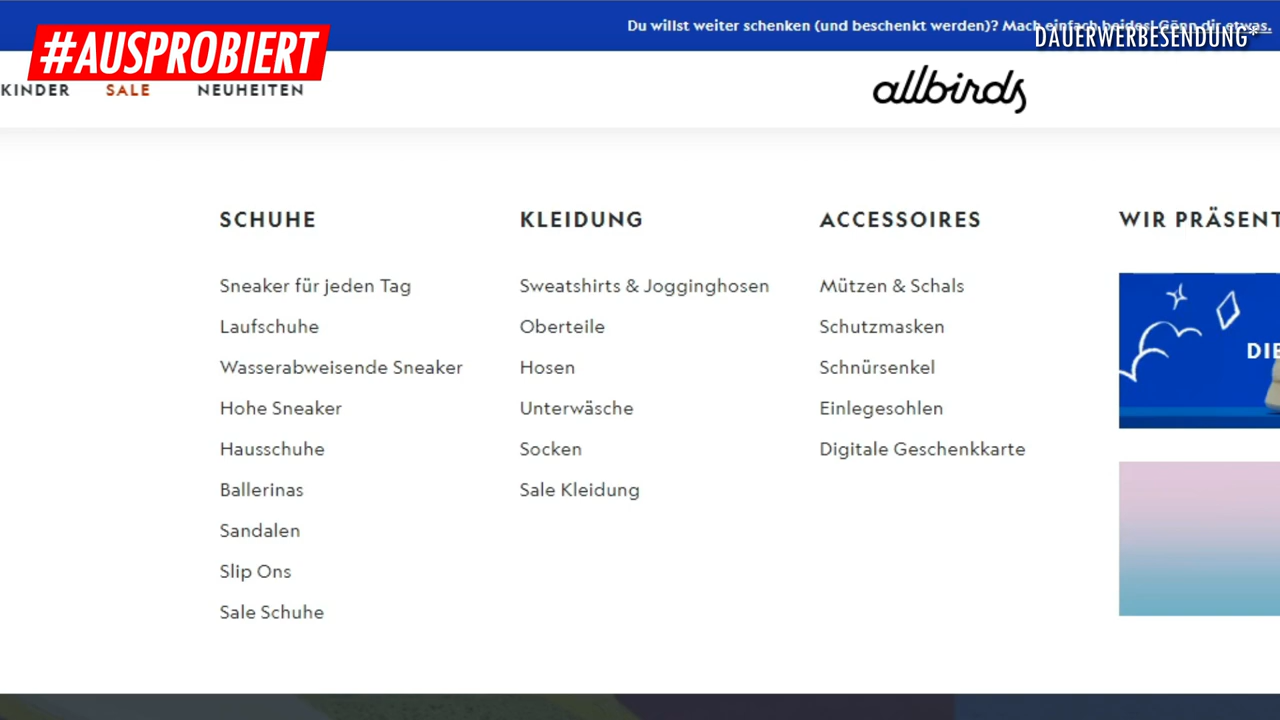 Du willst weiter schenken (und beschenkt werden)? Mach einfach beides! Gönn dir etwas.
#AUSPROBIERT
DAUERWERBESENDUNG*
KINDER SALE NEUHEITEN
allbirds
SCHUHE
Sneaker für jeden Tag
Laufschuhe
Wasserabweisende Sneaker
Hohe Sneaker
Hausschuhe
Ballerinas
Sandalen
Slip Ons
Sale Schuhe
KLEIDUNG
Sweatshirts & Jogginghosen
Oberteile
Hosen
Unterwäsche
Socken
Sale Kleidung
ACCESSOIRES
Mützen & Schals
Schutzmasken
Schnürsenkel
Einlegesohlen
Digitale Geschenkkarte
WIR PRÄSENT
DIE